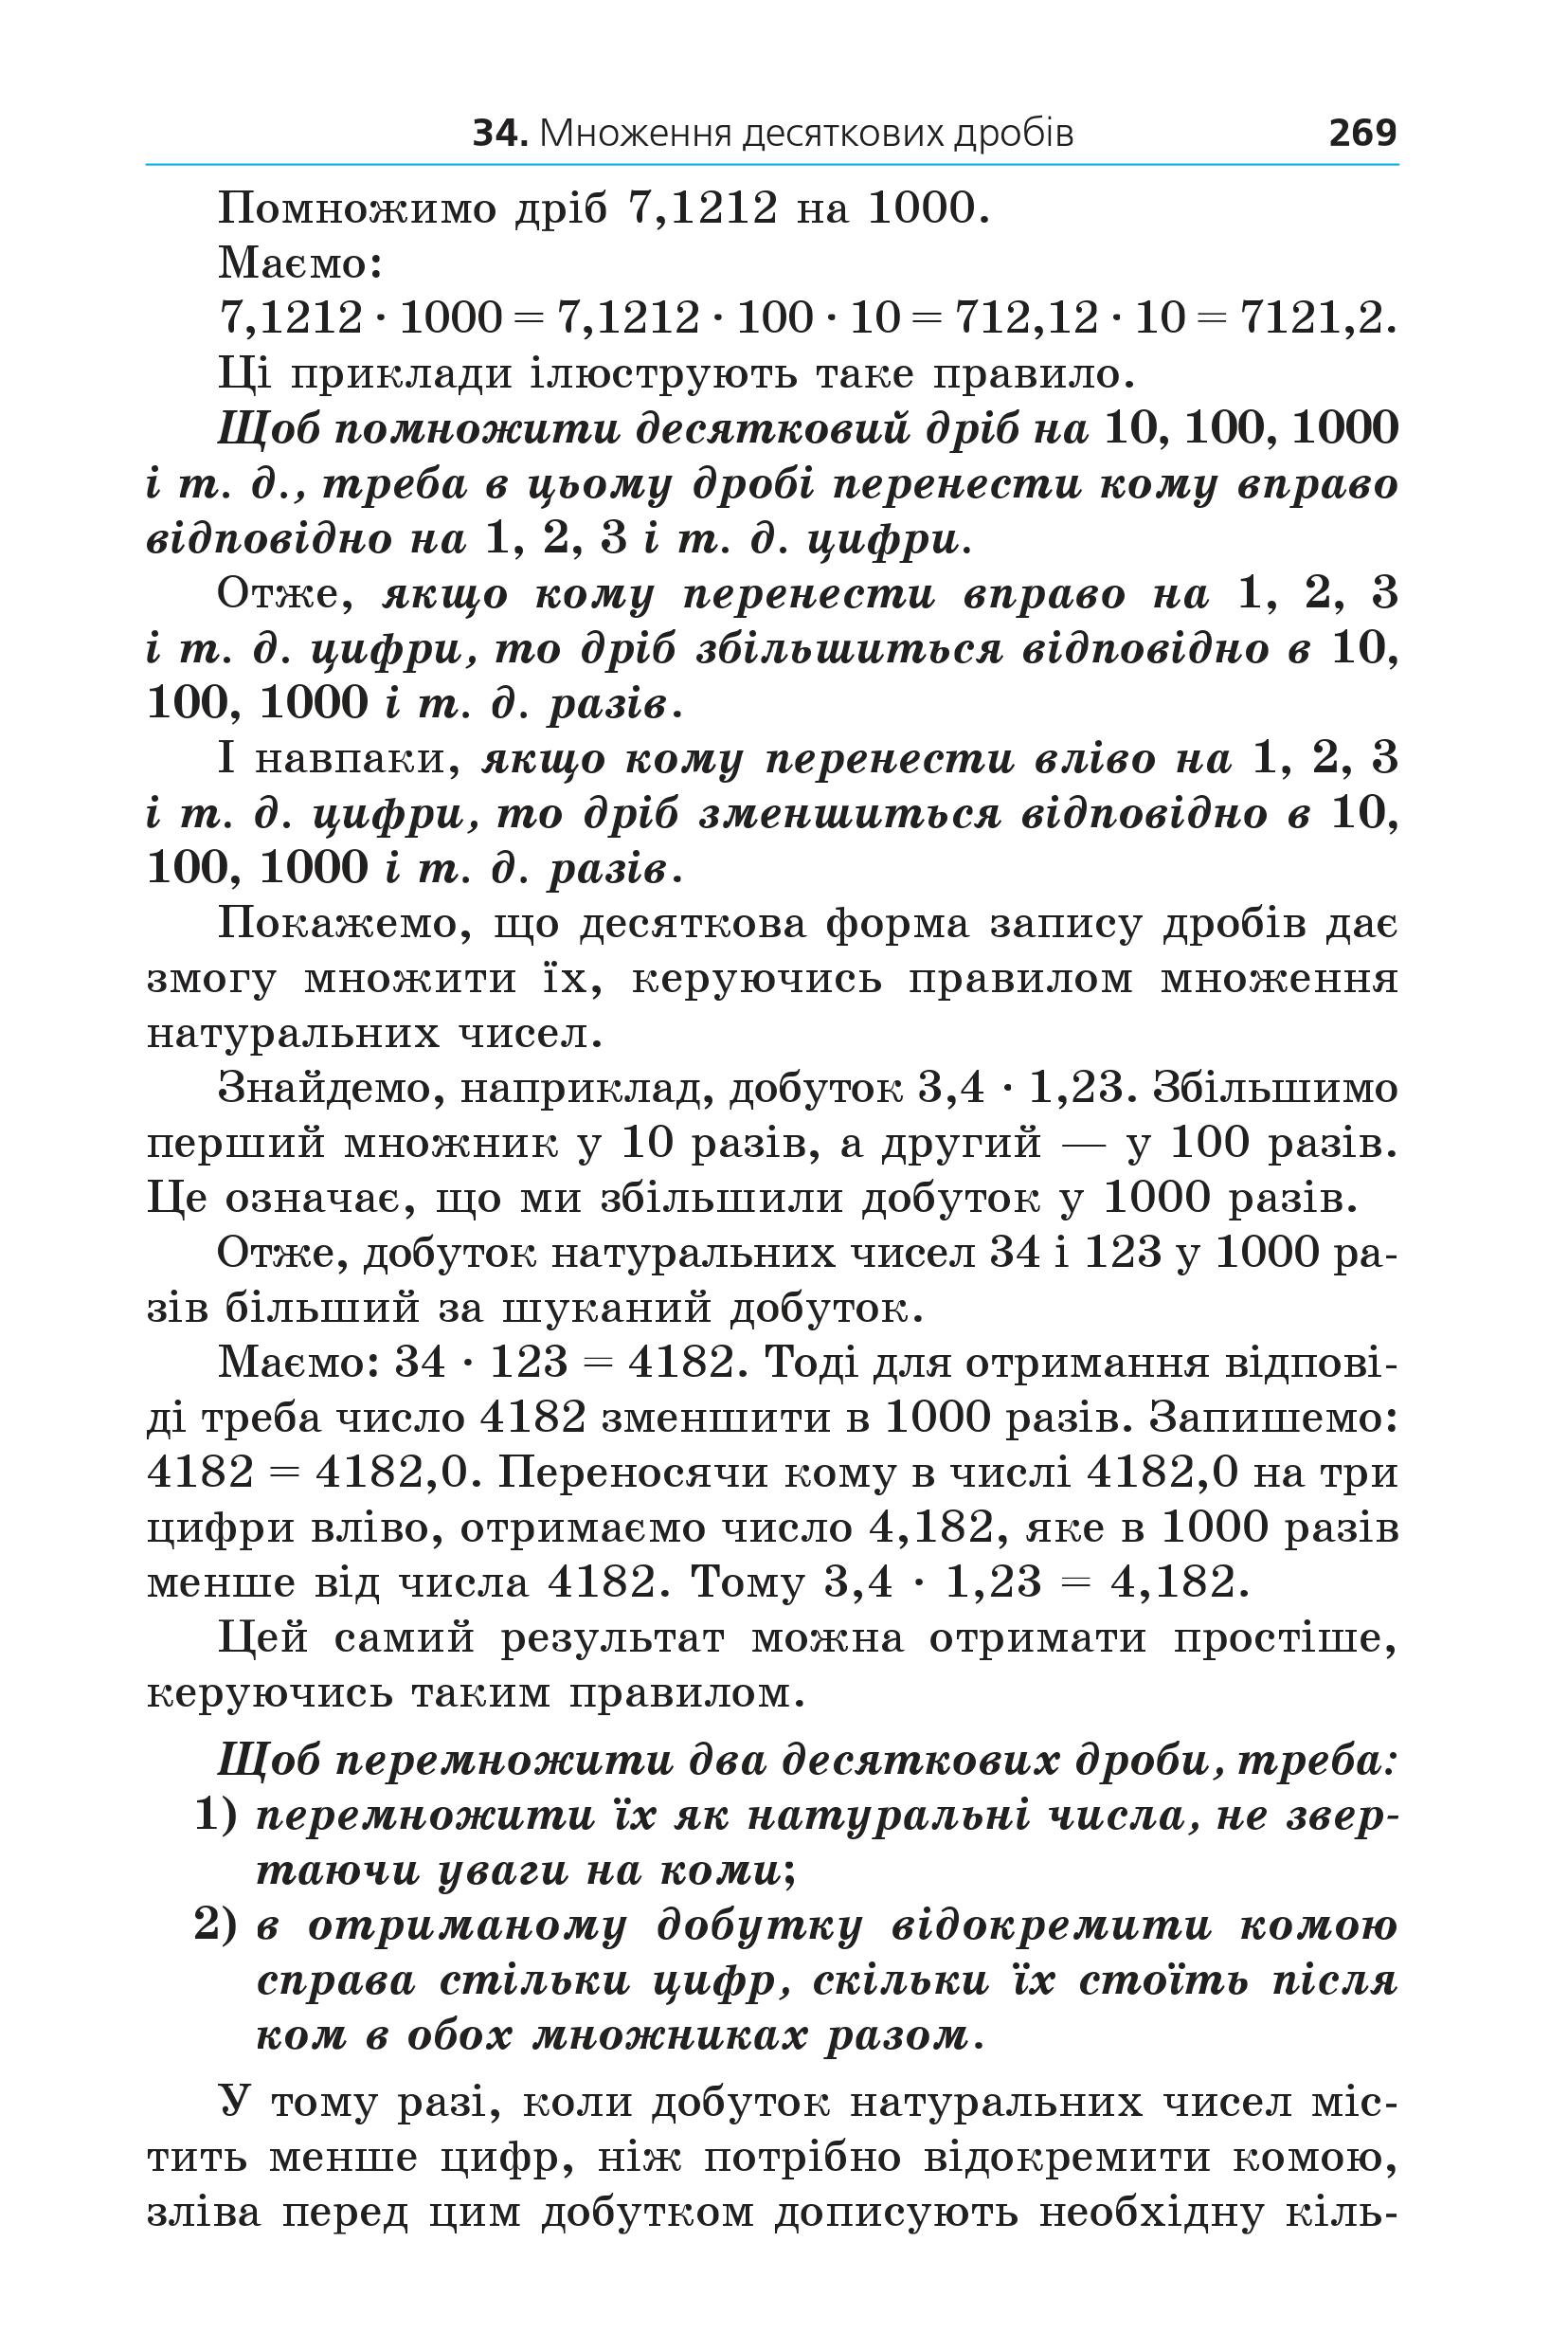 34. Множення десяткових дробів 269
Помножимо дріб 7,1212 на 1000.
Маємо:
7,1212 · 1000 = 7,1212 · 100 · 10 = 712,12 · 10 = 7121,2.
Ці приклади ілюструють таке правило.
Щоб помножити десятковий дріб на 10, 100, 1000
і т. д., треба в цьому дробі перенести кому вправо
відповідно на 1, 2, 3 і т. д. цифри.
Отже, якщо кому перенести вправо на 1, 2, 3
і т. д. цифри, то дріб збільшиться відповідно в 10,
100, 1000 і т. д. разів.
І навпаки, якщо кому перенести вліво на 1, 2, 3
і т. д. цифри, то дріб зменшиться відповідно в 10,
100, 1000 і т. д. разів.
Покажемо, що десяткова форма запису дробів дає
змогу множити їх, керуючись правилом множення
натуральних чисел.
Знайдемо, наприклад, добуток 3,4 · 1,23. Збільшимо
перший множник у 10 разів, а другий — у 100 разів.
Це означає, що ми збільшили добуток у 1000 разів.
Отже, добуток натуральних чисел 34 і 123 у 1000 ра-
зів більший за шуканий добуток.
Маємо: 34 · 123 = 4182. Тоді для отримання відпові-
ді треба число 4182 зменшити в 1000 разів. Запишемо:
4182 = 4182,0. Переносячи кому в числі 4182,0 на три
цифри вліво, отримаємо число 4,182, яке в 1000 разів
менше від числа 4182. Тому 3,4 · 1,23 = 4,182.
Цей самий результат можна отримати простіше,
керуючись таким правилом.
Щоб перемножити два десяткових дроби, треба:
1) перемножити їх як натуральні числа, не звер-
таючи уваги на коми;
2) в отриманому добутку відокремити комою
справа стільки цифр, скільки їх стоїть після
ком в обох множниках разом.
У тому разі, коли добуток натуральних чисел міс-
тить менше цифр, ніж потрібно відокремити комою,
зліва перед цим добутком дописують необхідну кіль-